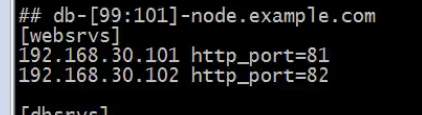 ## db-[99:101]-node.example.com
[websrvs]
192.168.30.101 http_port=81
192.168.30.102 http_port=82